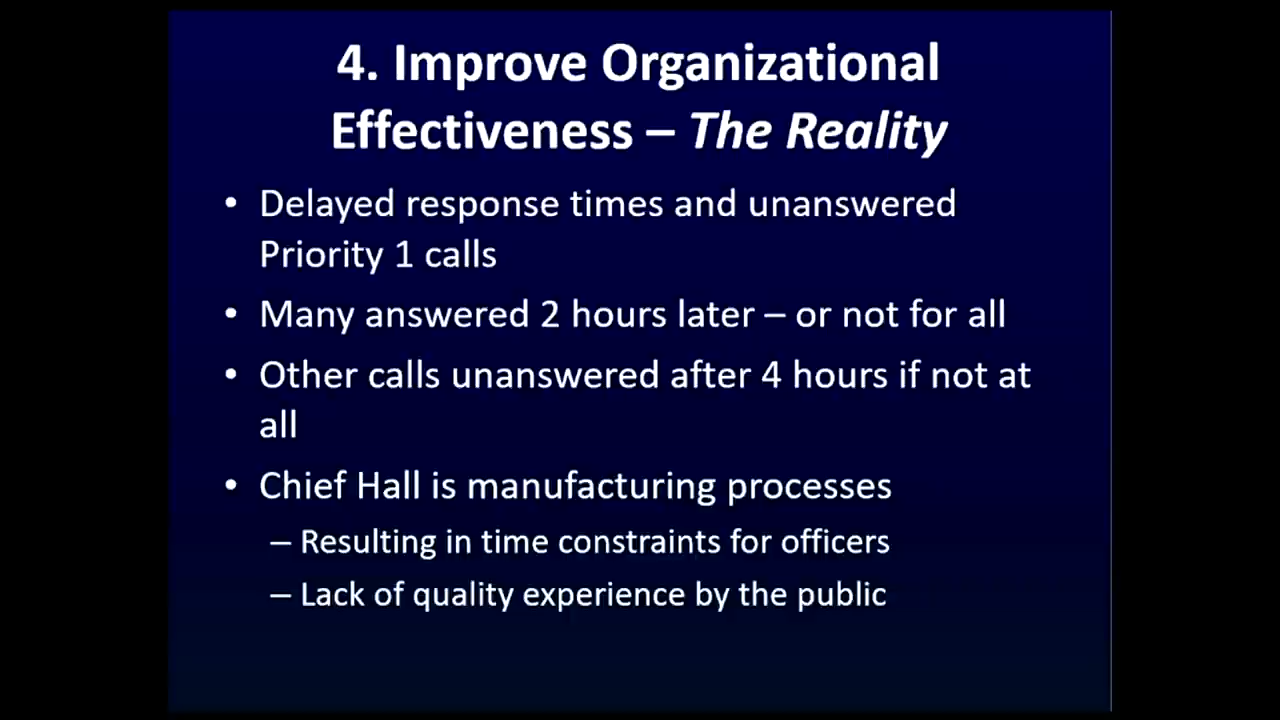 4. Improve Organizational
Effectiveness – The Reality
• Delayed response times and unanswered
Priority 1 calls
• Many answered 2 hours later – or not for all
• Other calls unanswered after 4 hours if not at
all
• Chief Hall is manufacturing processes
– Resulting in time constraints for officers
– Lack of quality experience by the public